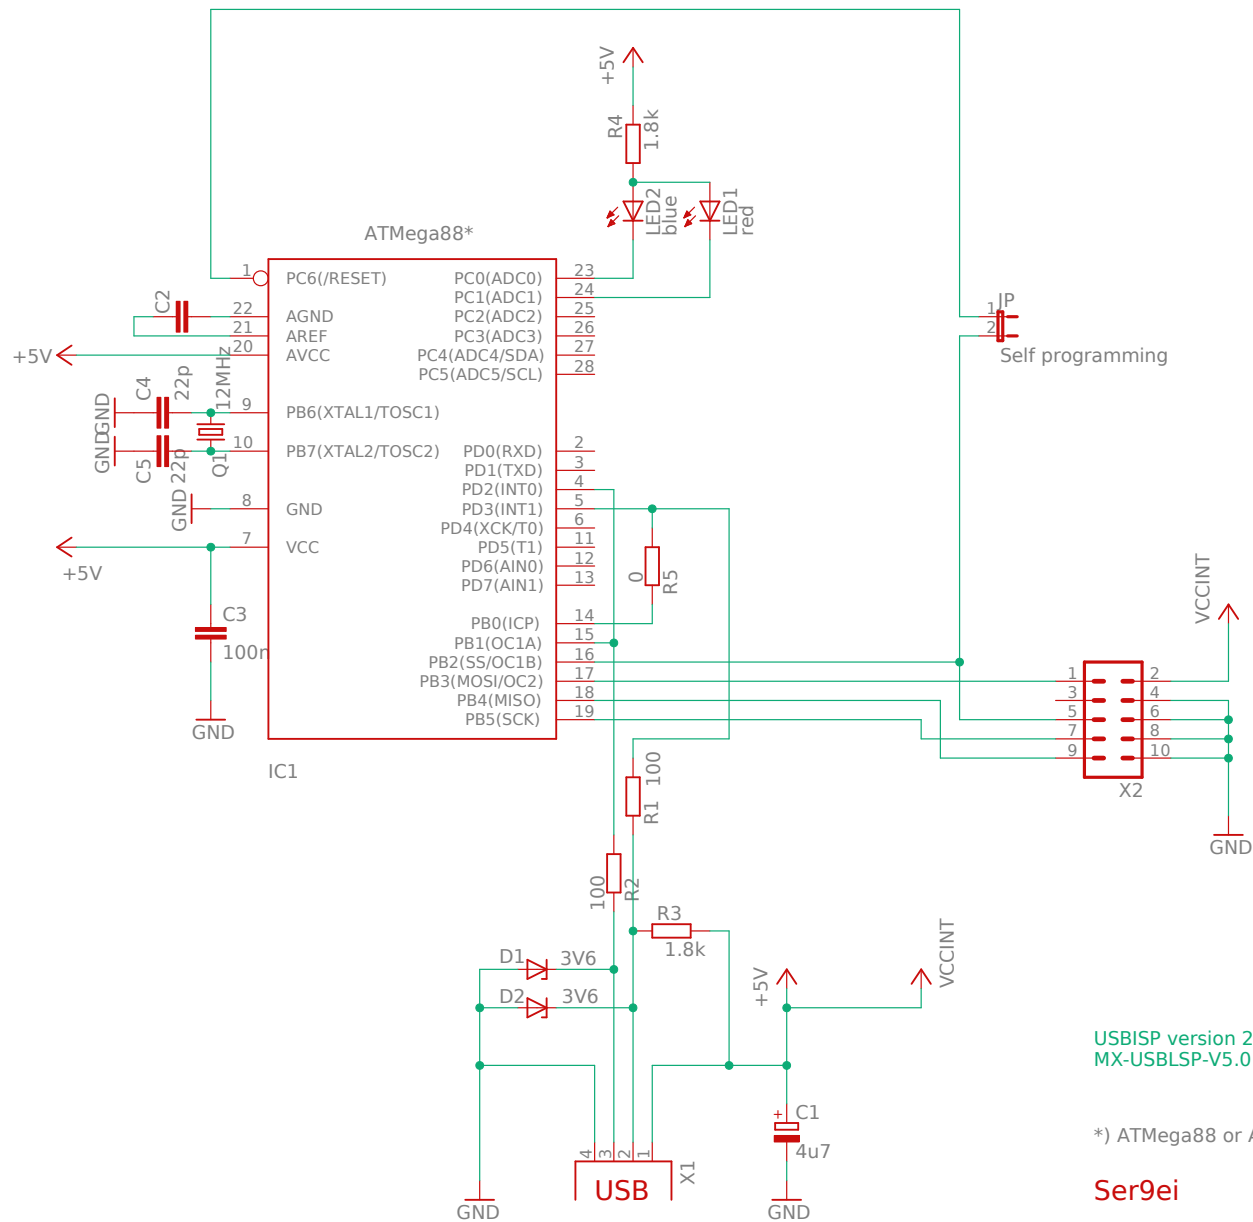 +5V
R4
1.8k
LED2
blue
LED1
red
ATMega88*
1
PC6(/RESET)
PC0(ADC0)
23
PC1(ADC1)
24
C2
22
AGND
PC2(ADC2)
25
21
AREF
PC3(ADC3)
26
+5V
20
AVCC
PC4(ADC4/SDA)
27
PC5(ADC5/SCL)
28
JP
1
2
Self programming
GND
C4
22p
12MHz
9
PB6(XTAL1/TOSC1)
GND
C5
22p
Q1
10
PB7(XTAL2/TOSC2)
PD0(RXD)
2
PD1(TXD)
3
PD2(INT0)
4
GND
8
GND
PD3(INT1)
5
PD4(XCK/T0)
6
+5V
7
VCC
PD5(T1)
11
PD6(AIN0)
12
PD7(AIN1)
13
0
R5
VCCINT
C3
100n
PB0(ICP)
14
PB1(OC1A)
15
PB2(SS/OC1B)
16
PB3(MOSI/OC2)
17
PB4(MISO)
18
PB5(SCK)
19
GND
1
2
3
4
5
6
7
8
9
10
X2
GND
IC1
100
R1
100
R2
R3
1.8k
D1
3V6
D2
3V6
+5V
VCCINT
USBISP version 2
MX-USBLSP-V5.0
C1
+
4u7
*) ATMega88 or A
4
3
2
1
X1
USB
GND
GND
Ser9ei